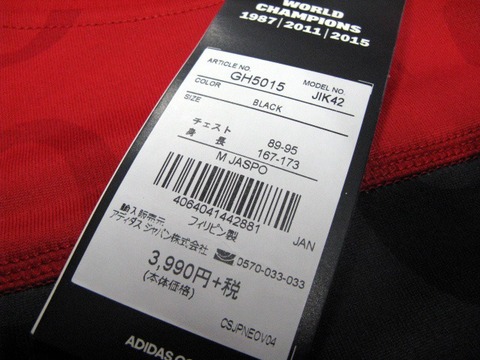 WORLD
CHAMPIONS
1987/2011/2015
ARTICLE NO.
GH5015
MODEL NO.
JIK42
COLOR
BLACK
SIZE
チェスト 89-95
身 長 167-173
M JASPO
4064041442881
JAN
フィリピン製
輸入販売元
アディダス ジャパン株式会社
0570-033-033
3,990円+税
(本体価格)
CSJPNEOV04